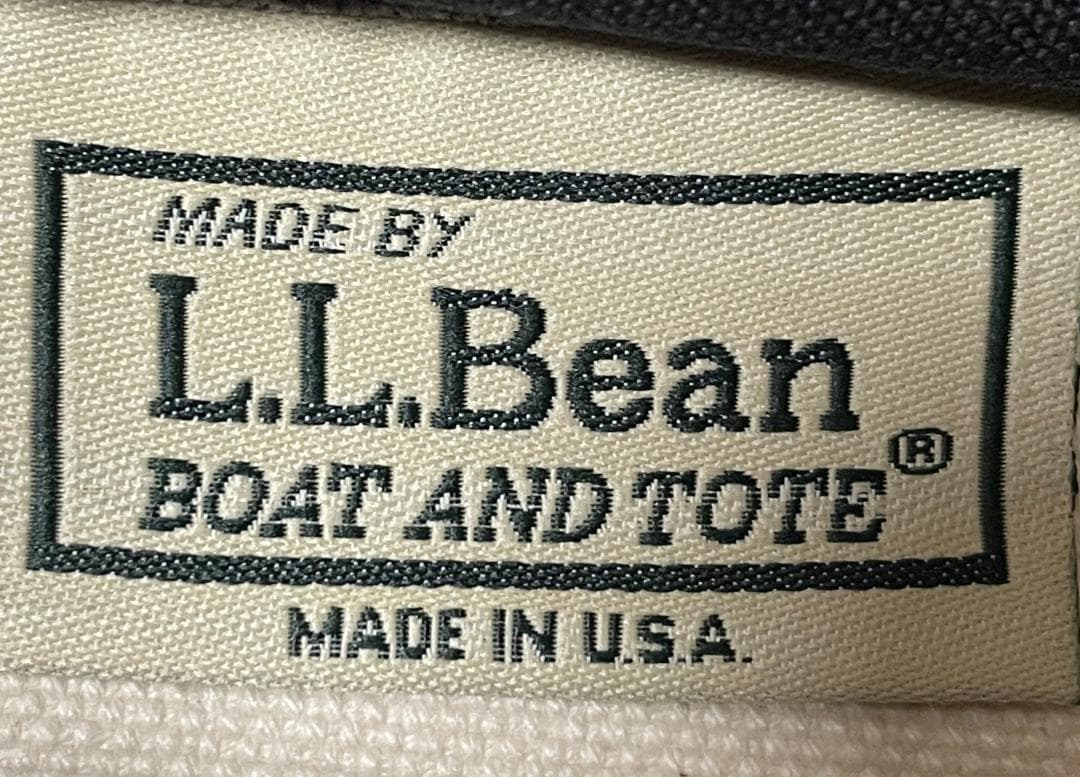 MADE BY
L.L.Bean
BOAT AND TOTE®
MADE IN U.S.A.